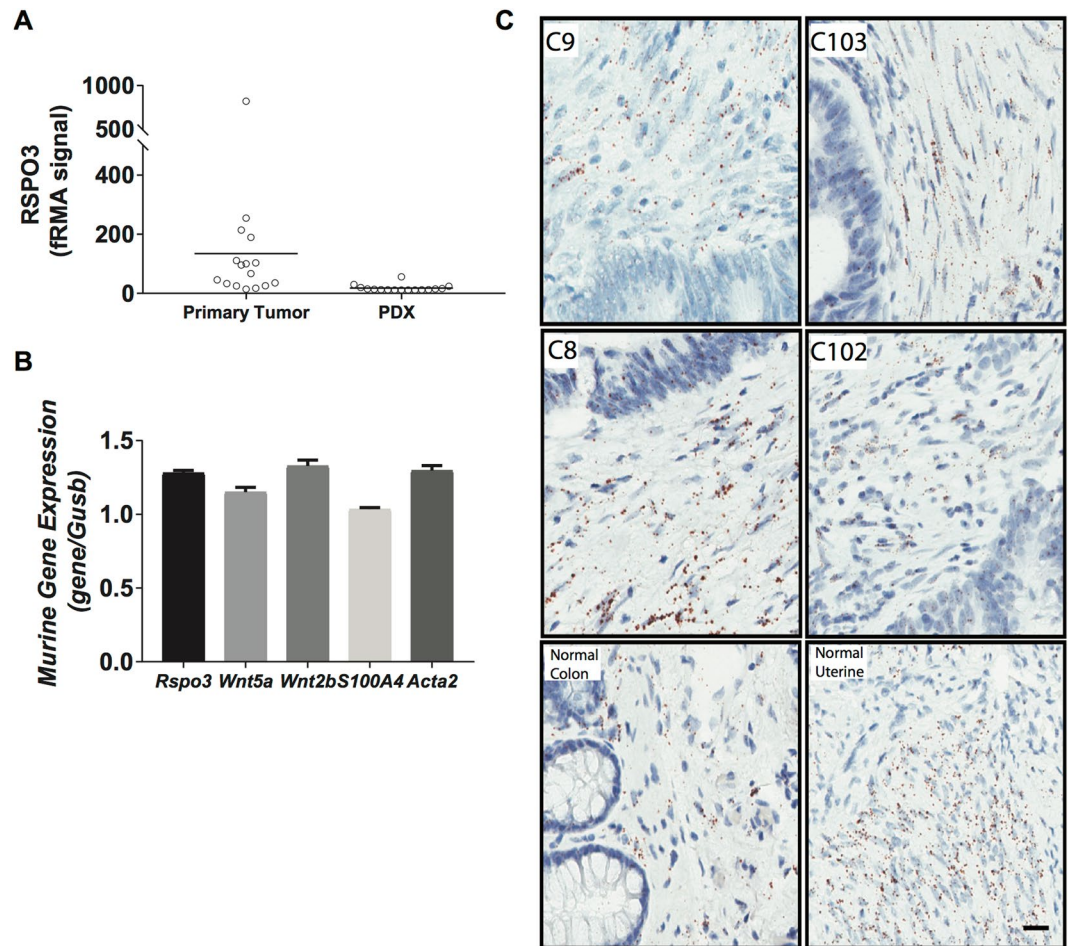 A
RSPO3
(fRMA signal)
1000
500
400
200
0
Primary Tumor PDX
B
Murine Gene Expression
(gene/Gusb)
1.5
1.0
0.5
0.0
Rspo3 Wnt5a Wnt2b S100A4 Acta2
C
C9
C103
C8
C102
Normal
Colon
Normal
Uterine